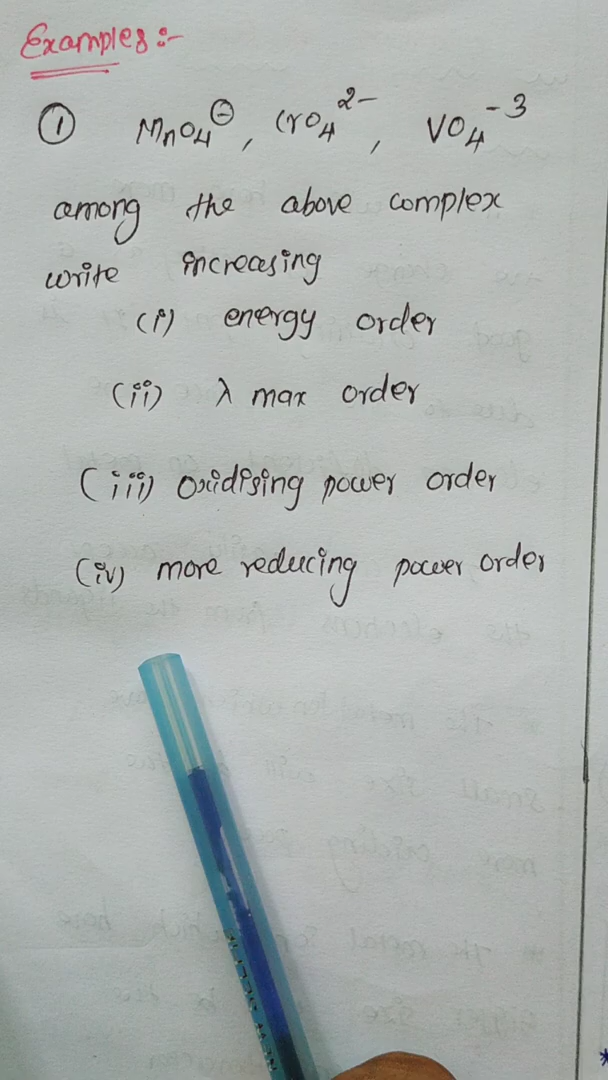 Examples :-
① MnO4⊖, CrO4²⁻, VO4⁻³
among the above complex
write increasing
(i) energy order
(ii) λ max order
(iii) oxidising power order
(iv) more reducing power order